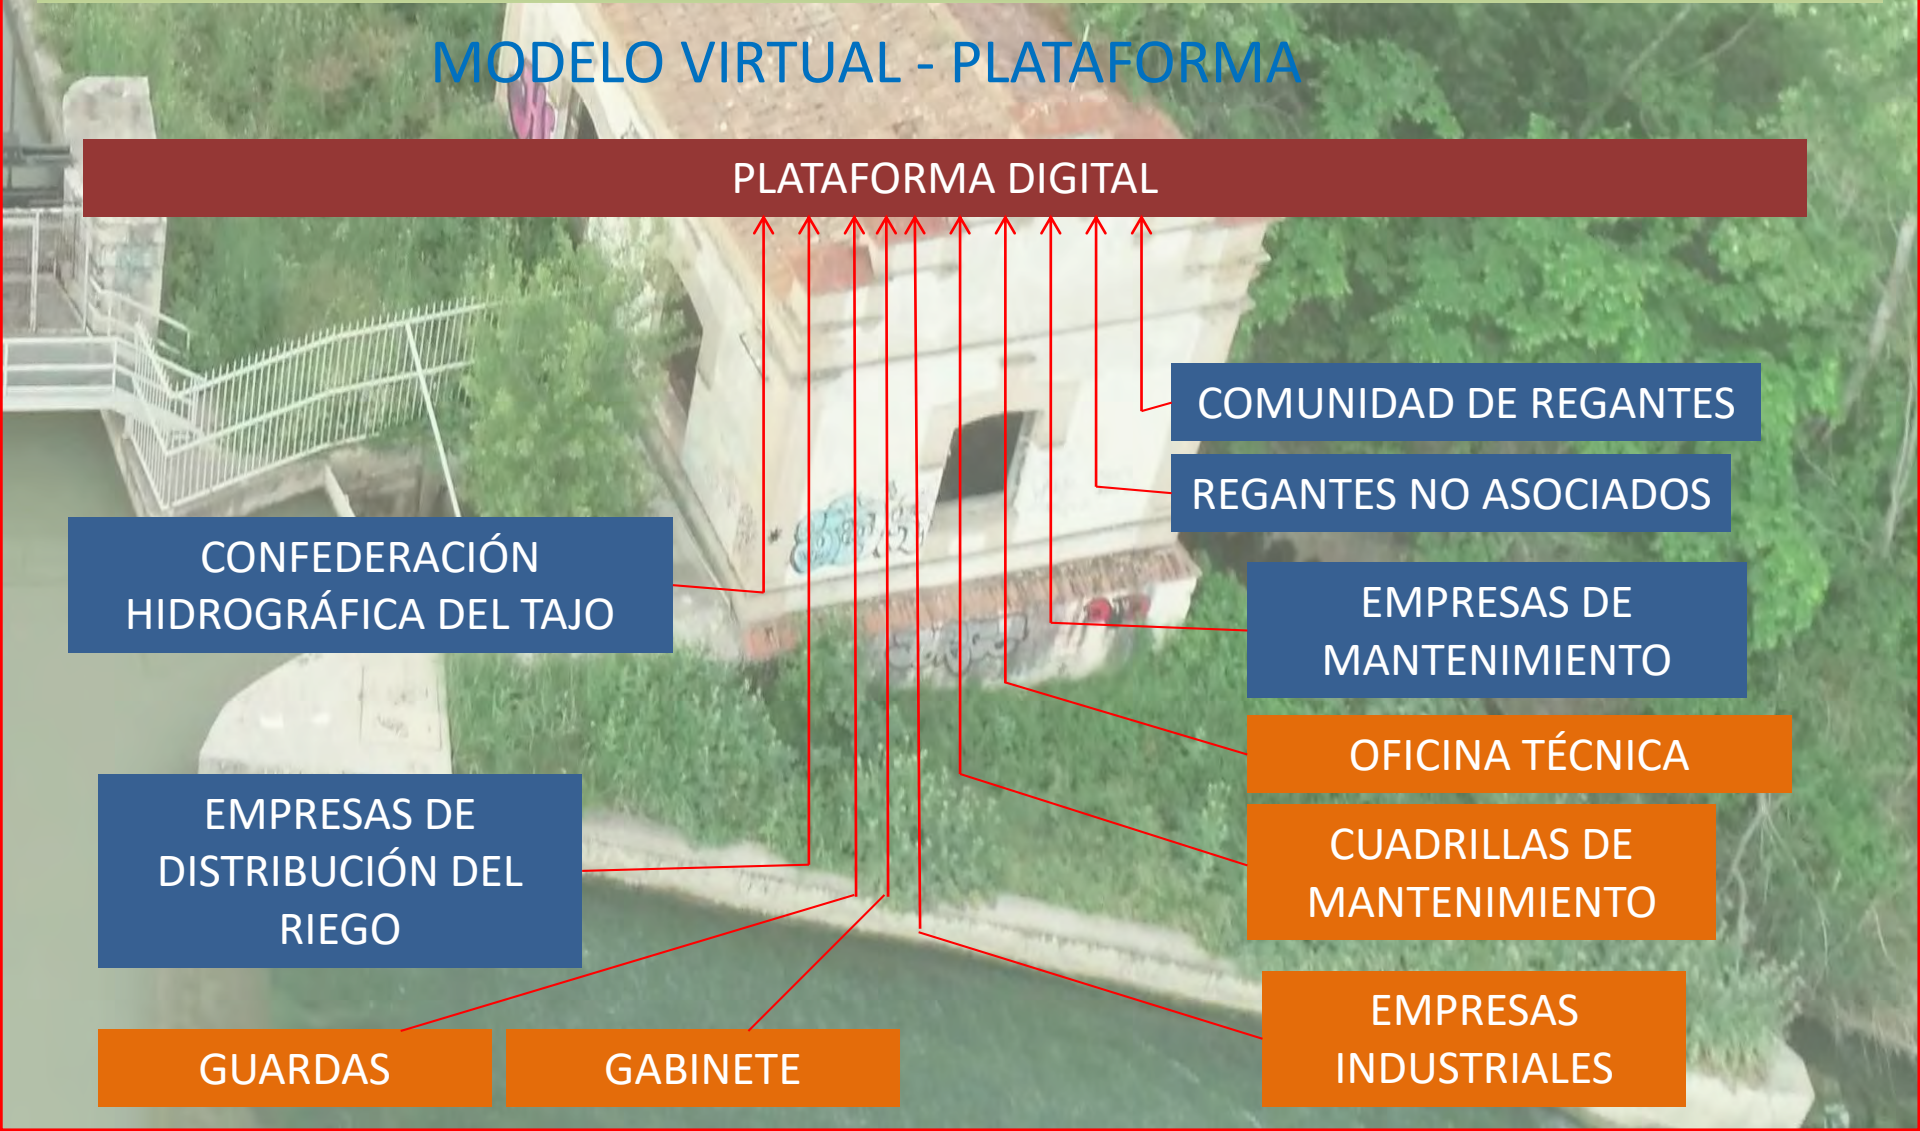 MODELO VIRTUAL - PLATAFORMA
PLATAFORMA DIGITAL
COMUNIDAD DE REGANTES
REGANTES NO ASOCIADOS
CONFEDERACIÓN
HIDROGRÁFICA DEL TAJO
EMPRESAS DE
MANTENIMIENTO
OFICINA TÉCNICA
EMPRESAS DE
DISTRIBUCIÓN DEL
RIEGO
CUADRILLAS DE
MANTENIMIENTO
EMPRESAS
INDUSTRIALES
GUARDAS
GABINETE